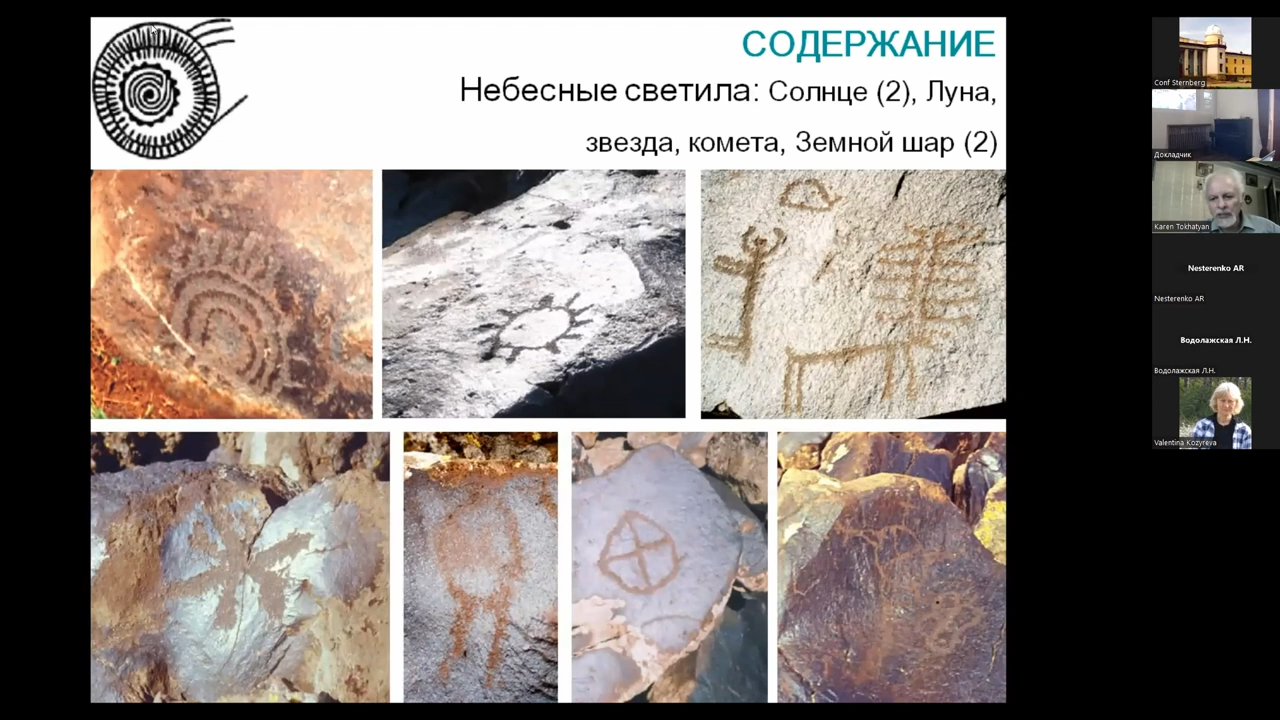 СОДЕРЖАНИЕ
Небесные светила: Солнце (2), Луна,
звезда, комета, Земной шар (2)
Conf Sternberg
Докладчик
Karen Tokhatyan
Nesterenko AR
Nesterenko AR
Водолажская Л.Н.
Водолажская Л.Н.
Valentina Kozyreva